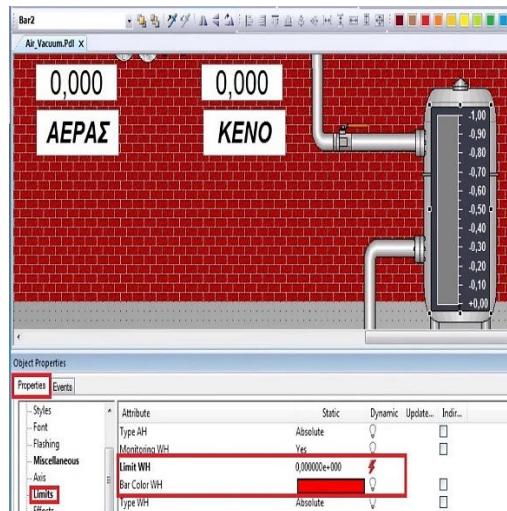 Bar2
Air_Vacuum.Pdl X
0,000 0,000
ΑΕΡΑΣ ΚΕΝΟ
-1,00
-0,90
-0,80
-0,70
-0,60
-0,50
-0,40
-0,30
-0,20
-0,10
+0,00
Object Properties
Properties Events
Styles
Font
Flashing
Miscellaneous
Axis
Limits
Effects
Attribute Static Dynamic Update... Indir...
Type AH Absolute
Monitoring WH Yes
Limit WH 0,000000e+000
Bar Color WH
Type WH Absolute